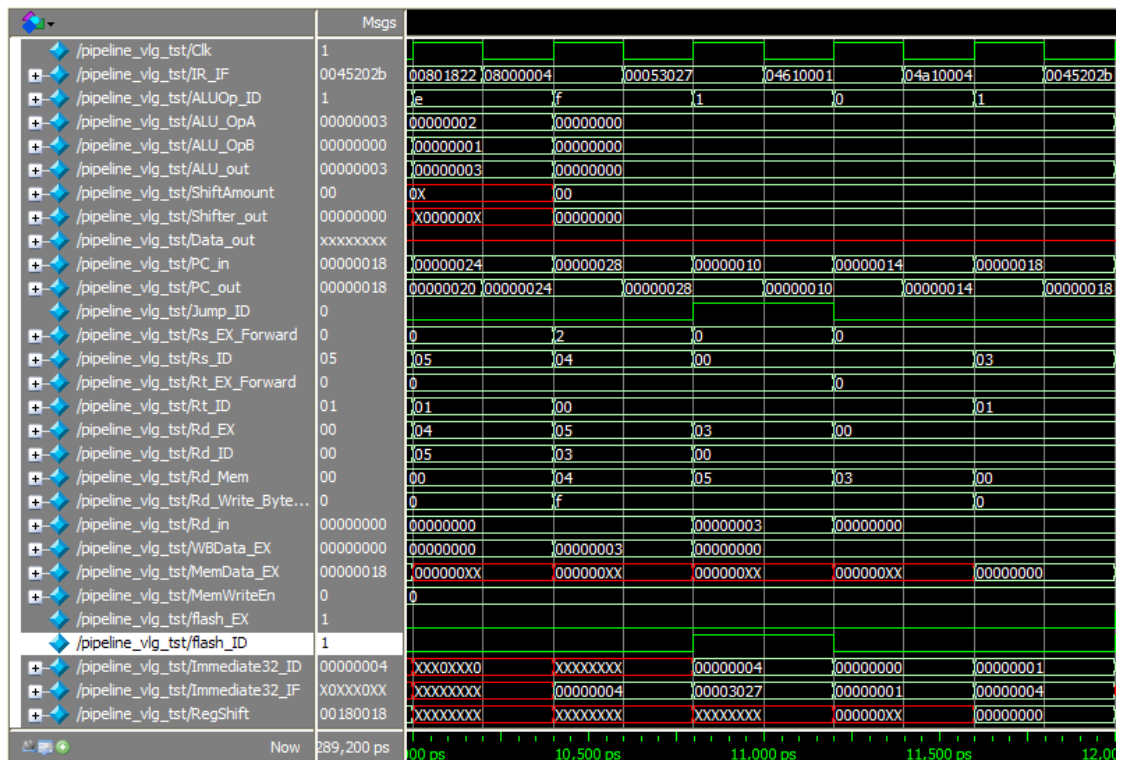 Msgs
/pipeline_vlg_tst/Clk 1
/pipeline_vlg_tst/IR_IF 0045202b 00801822 08000004 00053027 04610001 04a10004 0045202b
/pipeline_vlg_tst/ALUOp_ID 1 e f 1 0 1
/pipeline_vlg_tst/ALU_OpA 00000003 00000002 00000000
/pipeline_vlg_tst/ALU_OpB 00000000 00000001 00000000
/pipeline_vlg_tst/ALU_out 00000003 00000003 00000000
/pipeline_vlg_tst/ShiftAmount 00 0X 00
/pipeline_vlg_tst/Shifter_out 00000000 X000000X 00000000
/pipeline_vlg_tst/Data_out xxxxxxxx
/pipeline_vlg_tst/PC_in 00000018 00000024 00000028 00000010 00000014 00000018
/pipeline_vlg_tst/PC_out 00000018 00000020 00000024 00000028 00000010 00000014 00000018
/pipeline_vlg_tst/Jump_ID 0
/pipeline_vlg_tst/Rs_EX_Forward 0 0 2 0 0
/pipeline_vlg_tst/Rs_ID 05 05 04 00 03
/pipeline_vlg_tst/Rt_EX_Forward 0 0 0
/pipeline_vlg_tst/Rt_ID 01 01 00 01
/pipeline_vlg_tst/Rd_EX 00 04 05 03 00
/pipeline_vlg_tst/Rd_ID 00 05 03 00
/pipeline_vlg_tst/Rd_Mem 00 00 04 05 03 00
/pipeline_vlg_tst/Rd_Write_Byte... 0 0 f 0
/pipeline_vlg_tst/Rd_in 00000000 00000000 00000003 00000000
/pipeline_vlg_tst/WBData_EX 00000000 00000000 00000003 00000000
/pipeline_vlg_tst/MemData_EX 00000018 000000XX 000000XX 000000XX 000000XX 00000000
/pipeline_vlg_tst/MemWriteEn 0 0
/pipeline_vlg_tst/flash_EX 1
/pipeline_vlg_tst/flash_ID 1
/pipeline_vlg_tst/Immediate32_ID 00000004 XXX0XXX0 XXXXXXXX 00000004 00000000 00000001
/pipeline_vlg_tst/Immediate32_IF X0XXX0XX XXXXXXXX 00000004 00003027 00000001 00000004
/pipeline_vlg_tst/RegShift 00180018 XXXXXXXX XXXXXXXX XXXXXXXX 000000XX 00000000
Now 289,200 ps 00 ps 10,500 ps 11,000 ps 11,500 ps 12,00